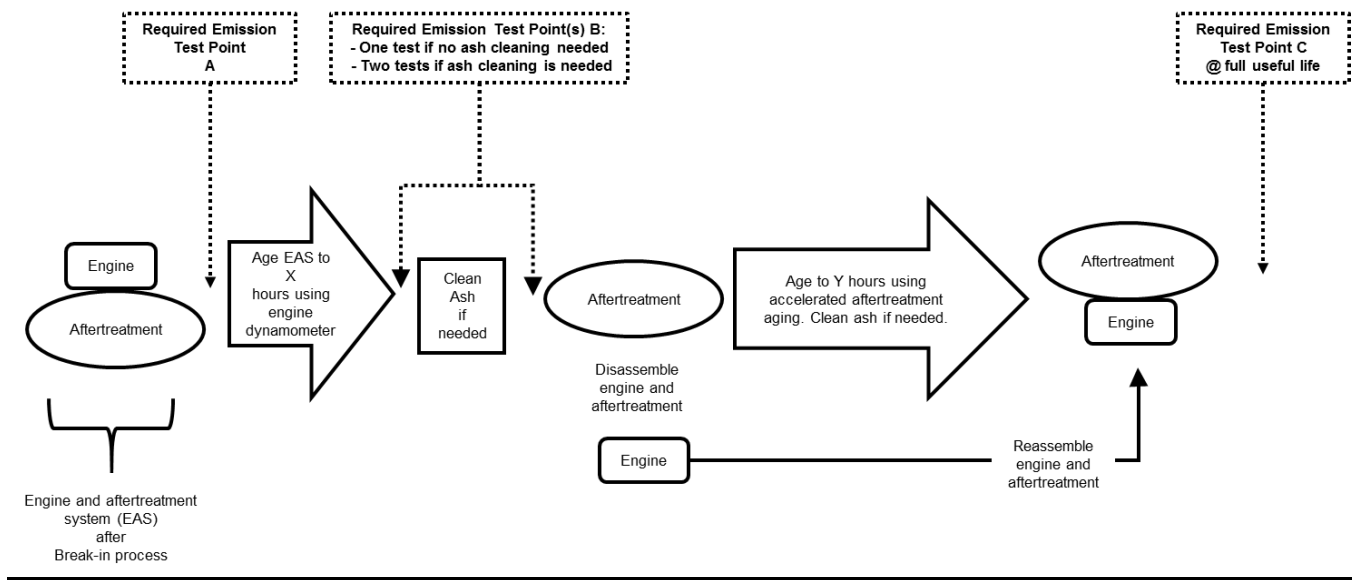 Required Emission
Test Point
A
Required Emission Test Point(s) B:
- One test if no ash cleaning needed
- Two tests if ash cleaning is needed
Required Emission
Test Point C
@ full useful life
Engine
Aftertreatment
Age EAS to
X
hours using
engine
dynamometer
Clean
Ash
if
needed
Aftertreatment
Age to Y hours using
accelerated aftertreatment
aging. Clean ash if needed.
Aftertreatment
Engine
Disassemble
engine and
aftertreatment
Engine
Reassemble
engine and
aftertreatment
Engine and aftertreatment
system (EAS)
after
Break-in process